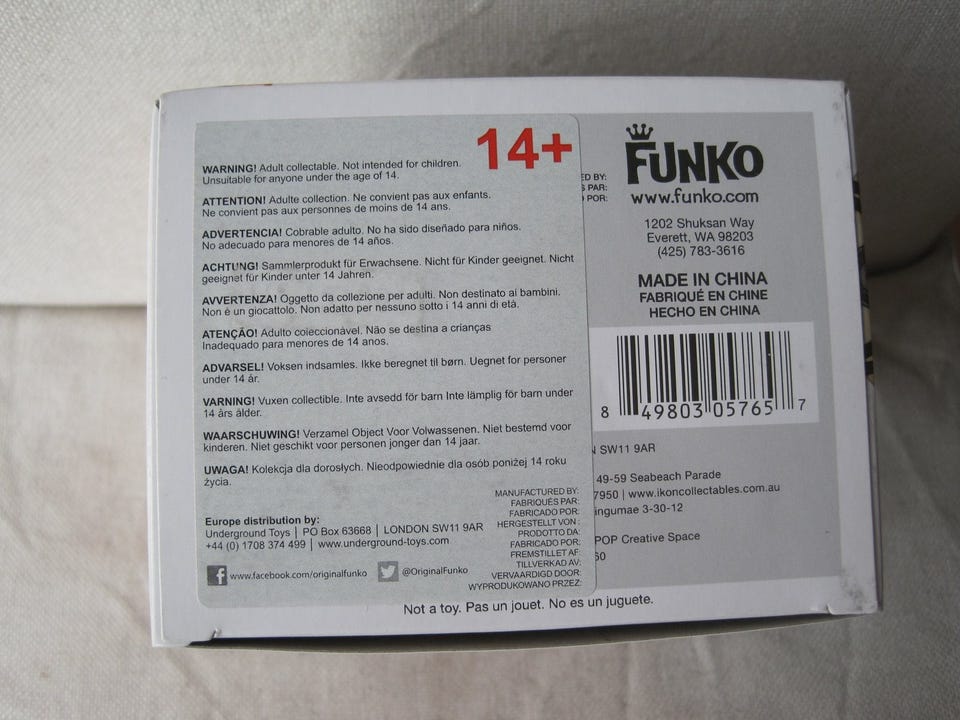 14+
WARNING! Adult collectable. Not intended for children.
Unsuitable for anyone under the age of 14.
ATTENTION! Adulte collection. Ne convient pas aux enfants.
Ne convient pas aux personnes de moins de 14 ans.
ADVERTENCIA! Cobrable adulto. No ha sido diseñado para niños.
No adecuado para menores de 14 años.
ACHTUNG! Sammlerprodukt für Erwachsene. Nicht für Kinder geeignet. Nicht
geeignet für Kinder unter 14 Jahren.
AVVERTENZA! Oggetto da collezione per adulti. Non destinato ai bambini.
Non è un giocattolo. Non adatto per nessuno sotto i 14 anni di età.
ATENÇÃO! Adulto coleccionável. Não se destina a crianças
Inadequado para menores de 14 anos.
ADVARSEL! Voksen indsamles. Ikke beregnet til børn. Uegnet for personer
under 14 år.
VARNING! Vuxen collectible. Inte avsedd för barn Inte lämplig för barn under
14 års ålder.
WAARSCHUWING! Verzamel Object Voor Volwassenen. Niet bestemd voor
kinderen. Niet geschikt voor personen jonger dan 14 jaar.
UWAGA! Kolekcja dla dorosłych. Nieodpowiednie dla osób poniżej 14 roku
życia.
Europe distribution by:
Underground Toys | PO Box 63668 | LONDON SW11 9AR
+44 (0) 1708 374 499 | www.underground-toys.com
www.facebook.com/originalfunko @OriginalFunko
MANUFACTURED BY:
FABRIQUÉS PAR:
FABRICADO POR:
HERGESTELLT VON :
PRODOTTO DA:
FABRICADO POR:
FREMSTILLET AF:
TILLVERKAD AV:
VERVAARDIGD DOOR:
WYPRODUKOWANO PRZEZ:
ED BY:
PAR:
POR:
FUNKO
www.funko.com
1202 Shuksan Way
Everett, WA 98203
(425) 783-3616
MADE IN CHINA
FABRIQUÉ EN CHINE
HECHO EN CHINA
8 49803 05765 7
SW11 9AR
49-59 Seabeach Parade
7950 | www.ikoncollectables.com.au
ingumae 3-30-12
POP Creative Space
60
Not a toy. Pas un jouet. No es un juguete.